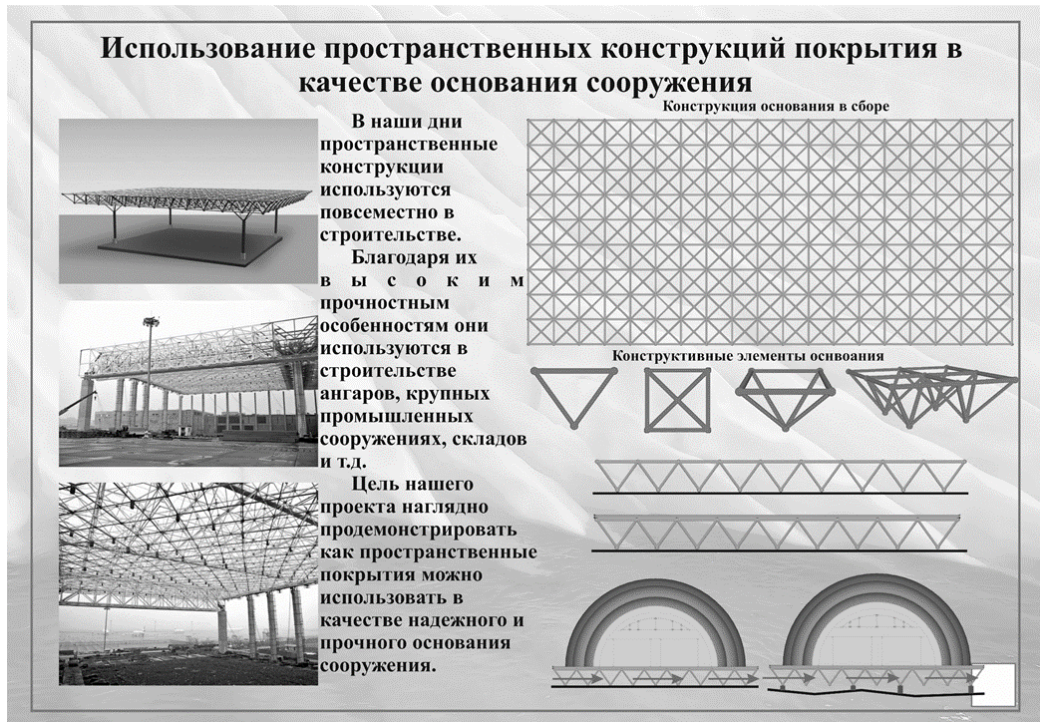 Использование пространственных конструкций покрытия в
качестве основания сооружения
В наши дни
пространственные
конструкции
используются
повсеместно в
строительстве.
Благодаря их
высоким
прочностным
особенностям они
используются в
строительстве
ангаров, крупных
промышленных
сооружениях, складов
и т.д.
Цель нашего
проекта наглядно
продемонстрировать
как пространственные
покрытия можно
использовать в
качестве надежного и
прочного основания
сооружения.
Конструкция основания в сборе
Конструктивные элементы оснвоания